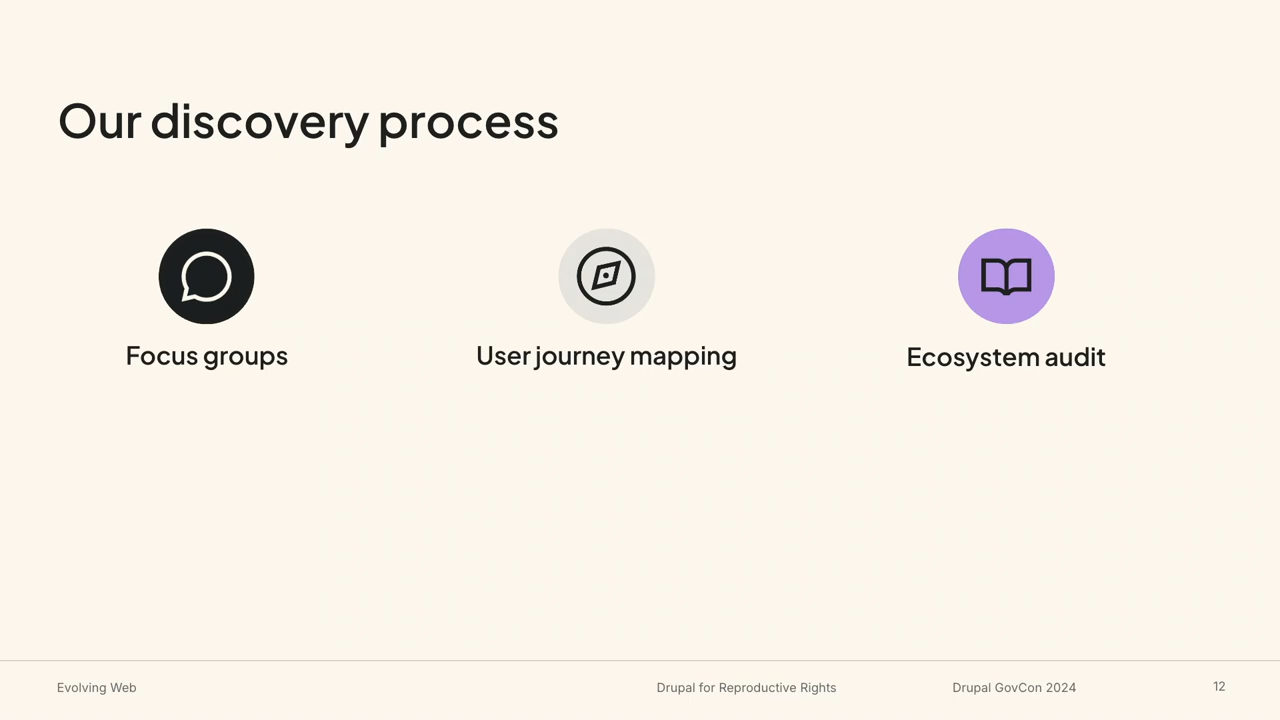 Our discovery process
Focus groups
User journey mapping
Ecosystem audit
Evolving Web
Drupal for Reproductive Rights
Drupal GovCon 2024
12